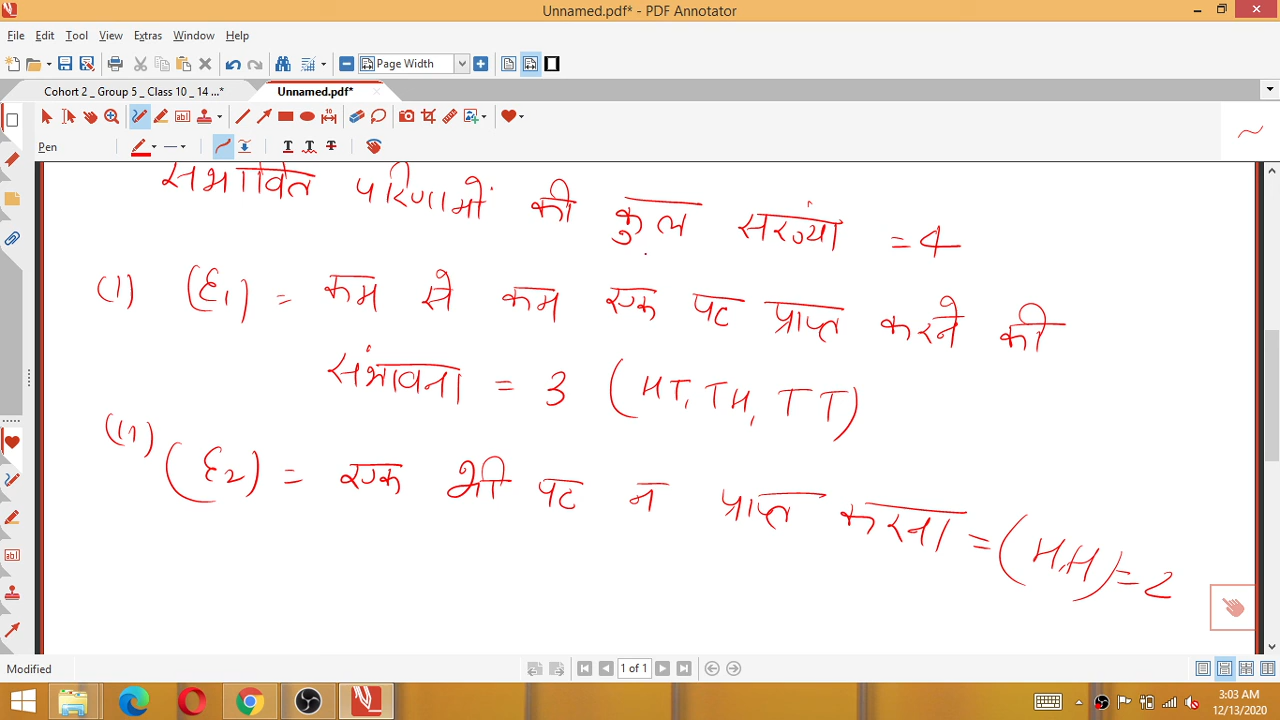 Unnamed.pdf* - PDF Annotator
File Edit Tool View Extras Window Help
Page Width
Cohort 2 _ Group 5 _ Class 10 _ 14 ...* Unnamed.pdf*
Pen
संभावित परिणामों की कुल संख्या = 4
(i) (E1) = कम से कम एक पट प्राप्त करने की
संभावना = 3 (HT, TH, TT)
(ii) (E2) = एक भी पट न प्राप्त करना = (H,H) = 2
1 of 1
Modified
3:03 AM
12/13/2020